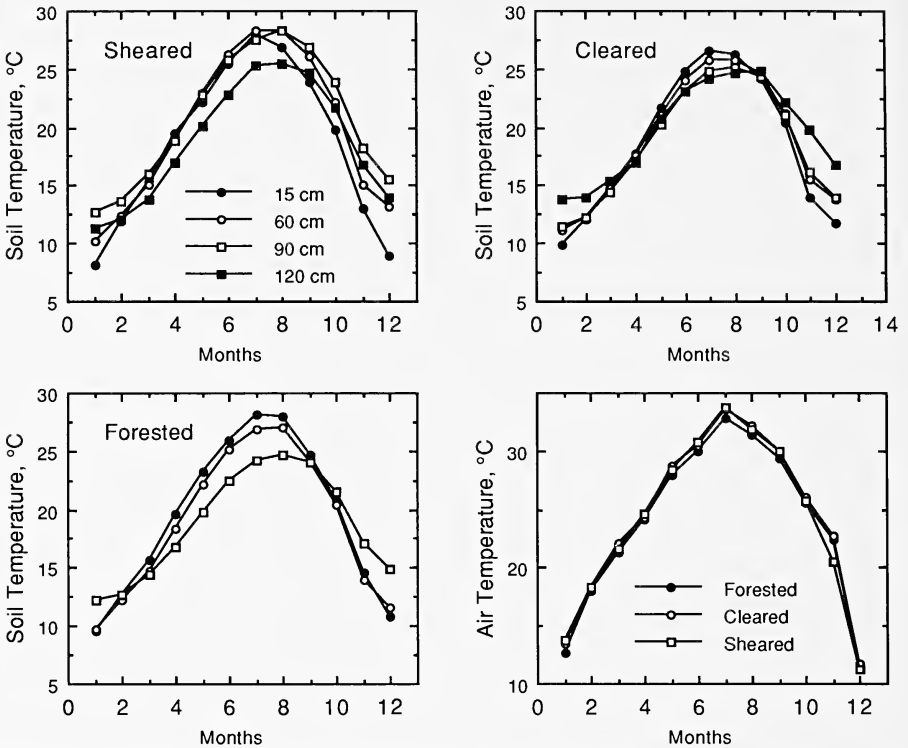 Sheared
Soil Temperature, °C
30
25
20
15
10
5
15 cm
60 cm
90 cm
120 cm
0 2 4 6 8 10 12
Months
Cleared
Soil Temperature, °C
30
25
20
15
10
5
0 2 4 6 8 10 12 14
Months
Forested
Soil Temperature, °C
30
25
20
15
10
5
0 2 4 6 8 10 12
Months
Air Temperature, °C
30
20
10
Forested
Cleared
Sheared
0 2 4 6 8 10 12
Months